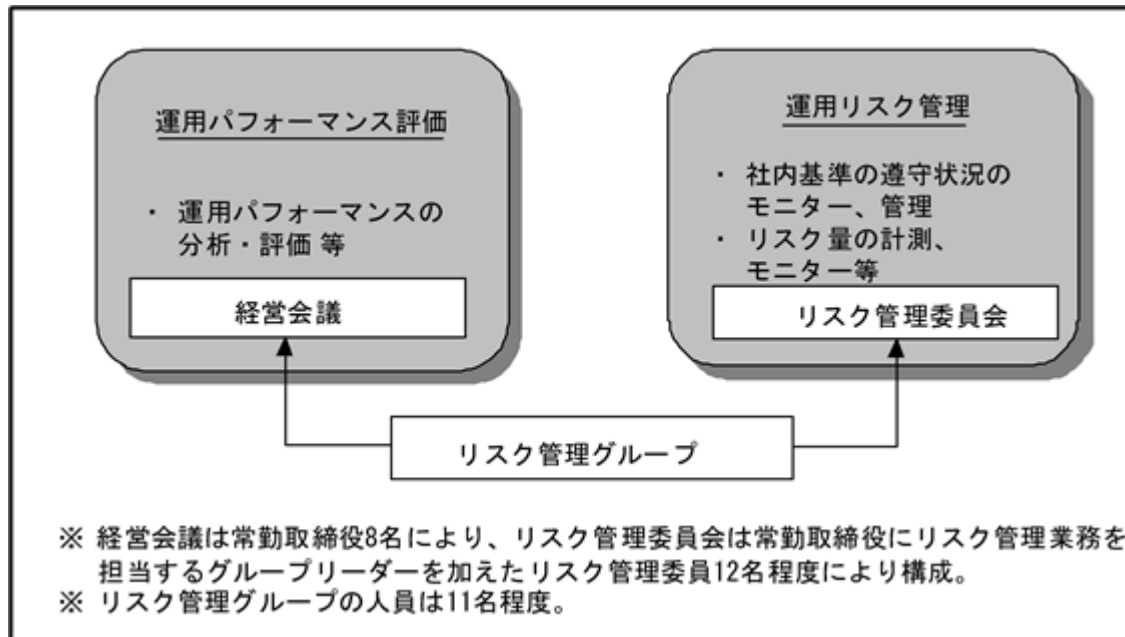 運用パフォーマンス評価
・ 運用パフォーマンスの
分析・評価 等
経営会議
運用リスク管理
・ 社内基準の遵守状況の
モニター、管理
・ リスク量の計測、
モニター等
リスク管理委員会
リスク管理グループ
※ 経営会議は常勤取締役8名により、リスク管理委員会は常勤取締役にリスク管理業務を
担当するグループリーダーを加えたリスク管理委員12名程度により構成。
※ リスク管理グループの人員は11名程度。